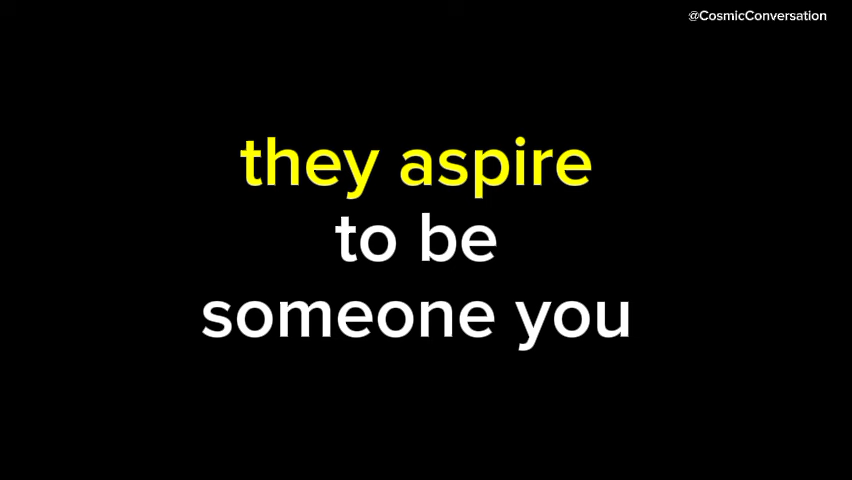 @CosmicConversation
they aspire
to be
someone you